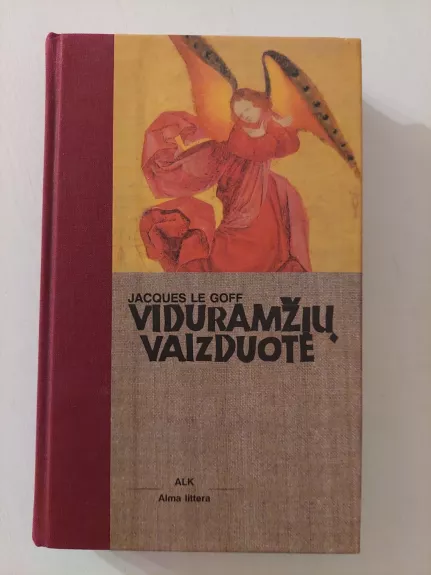 JACQUES LE GOFF
VIDURAMŽIŲ
VAIZDUOTĖ
ALK
Alma littera